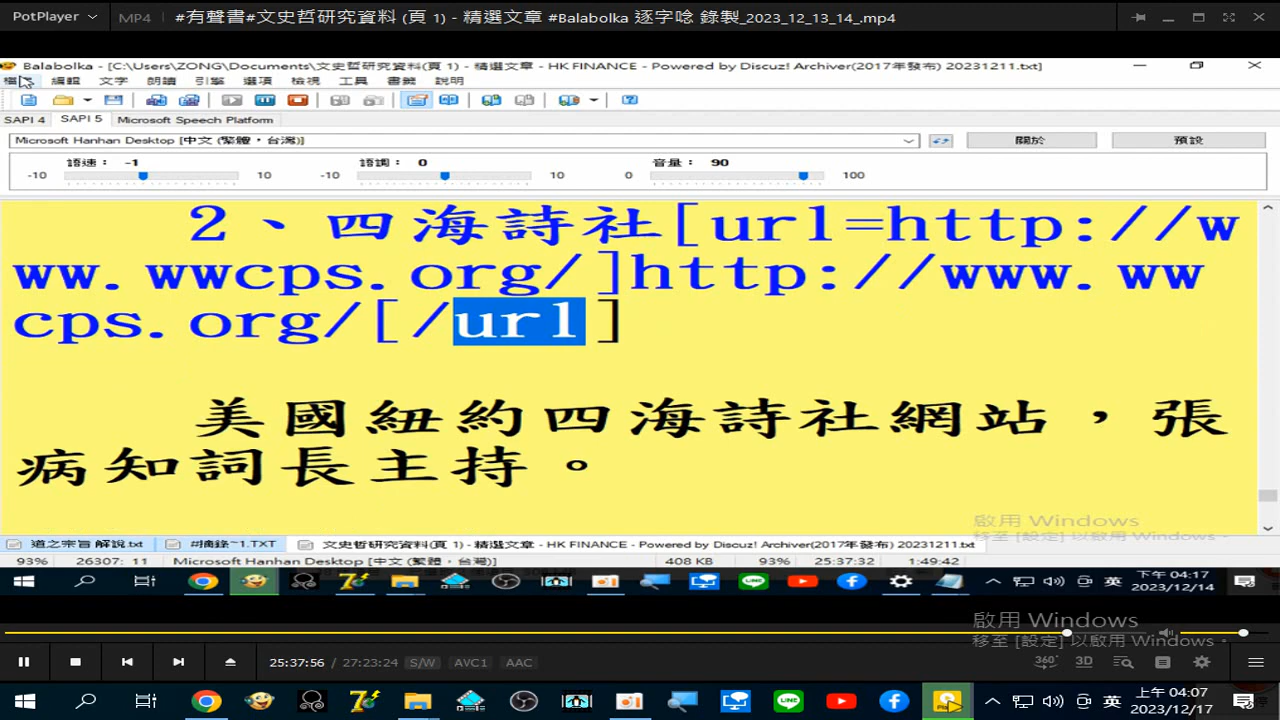 PotPlayer MP4 #有聲書#文史哲研究資料 (頁 1) - 精選文章 #Balabolka 逐字唸 錄製_2023_12_13_14_.mp4
Balabolka - [C:\Users\ZONG\Documents\文史哲研究資料(頁 1) - 精選文章 - HK FINANCE - Powered by Discuz! Archiver(2017年發布) 20231211.txt]
編輯 文字 朗讀 引擎 選項 檢視 工具 書籤 說明
SAPI 4 SAPI 5 Microsoft Speech Platform
Microsoft Hanhan Desktop [中文 (繁體，台灣)] 關於 預設
語速： -1 語調： 0 音量： 90
-10 10 -10 10 0 100
2、四海詩社[url=http://w
ww.wwcps.org/]http://www.ww
cps.org/[/url]
美國紐約四海詩社網站，張
病知詞長主持。
啟用 Windows
移至 [設定] 以啟用 Windows。
道之宗旨 解說.txt #摘錄~1.TXT 文史哲研究資料(頁 1) - 精選文章 - HK FINANCE - Powered by Discuz! Archiver(2017年發布) 20231211.txt
93% 26307: 11 Microsoft Hanhan Desktop [中文 (繁體，台灣)] 408 KB 93% 25:37:32 1:49:42
英 下午 04:17
2023/12/14
啟用 Windows
移至 [設定] 以啟用 Windows。
25:37:56 / 27:23:24 S/W AVC1 AAC 360° 3D
英 上午 04:07
2023/12/17